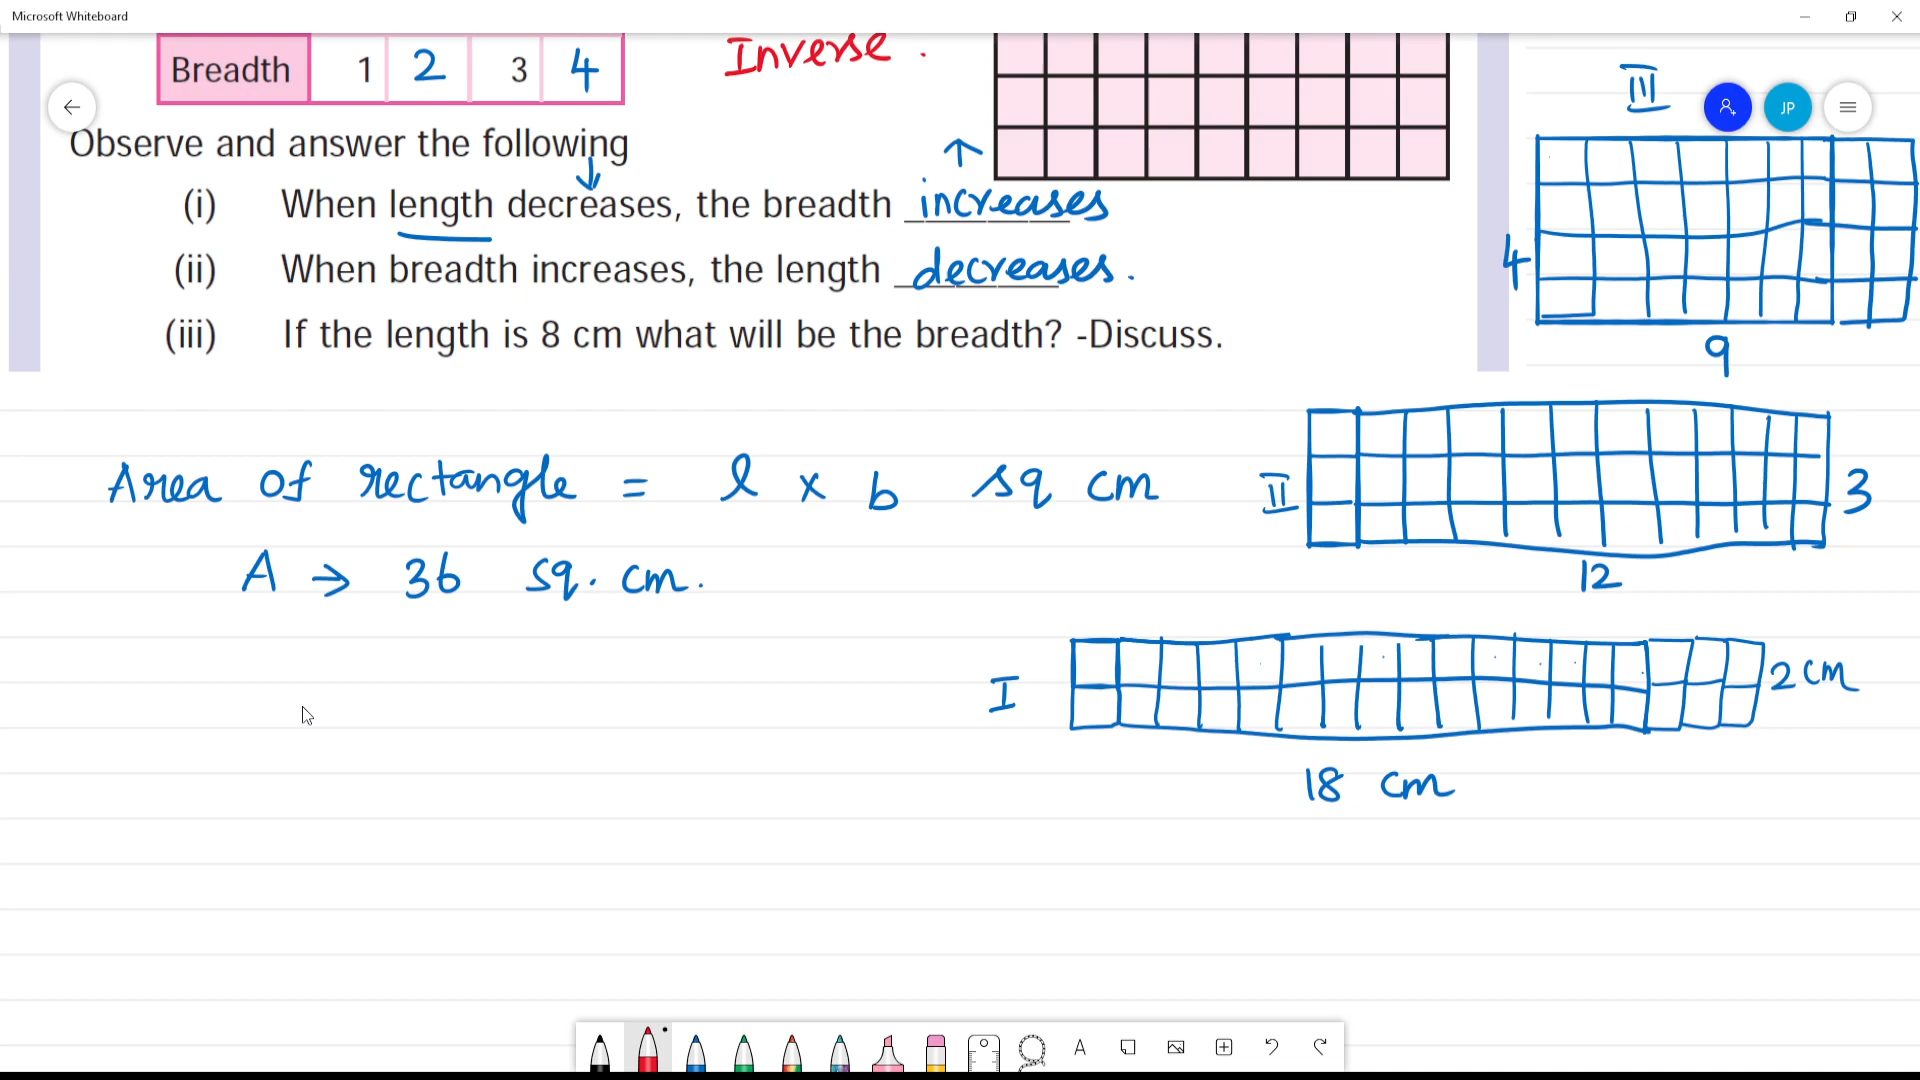 Microsoft Whiteboard
Breadth 1 2 3 4
Inverse .
III
JP
Observe and answer the following
(i) When length decreases, the breadth increases
(ii) When breadth increases, the length decreases.
4
(iii) If the length is 8 cm what will be the breadth? -Discuss.
9
Area of rectangle = l x b sq cm
II
3
A → 36 sq. cm.
12
I
2 cm
18 cm
A